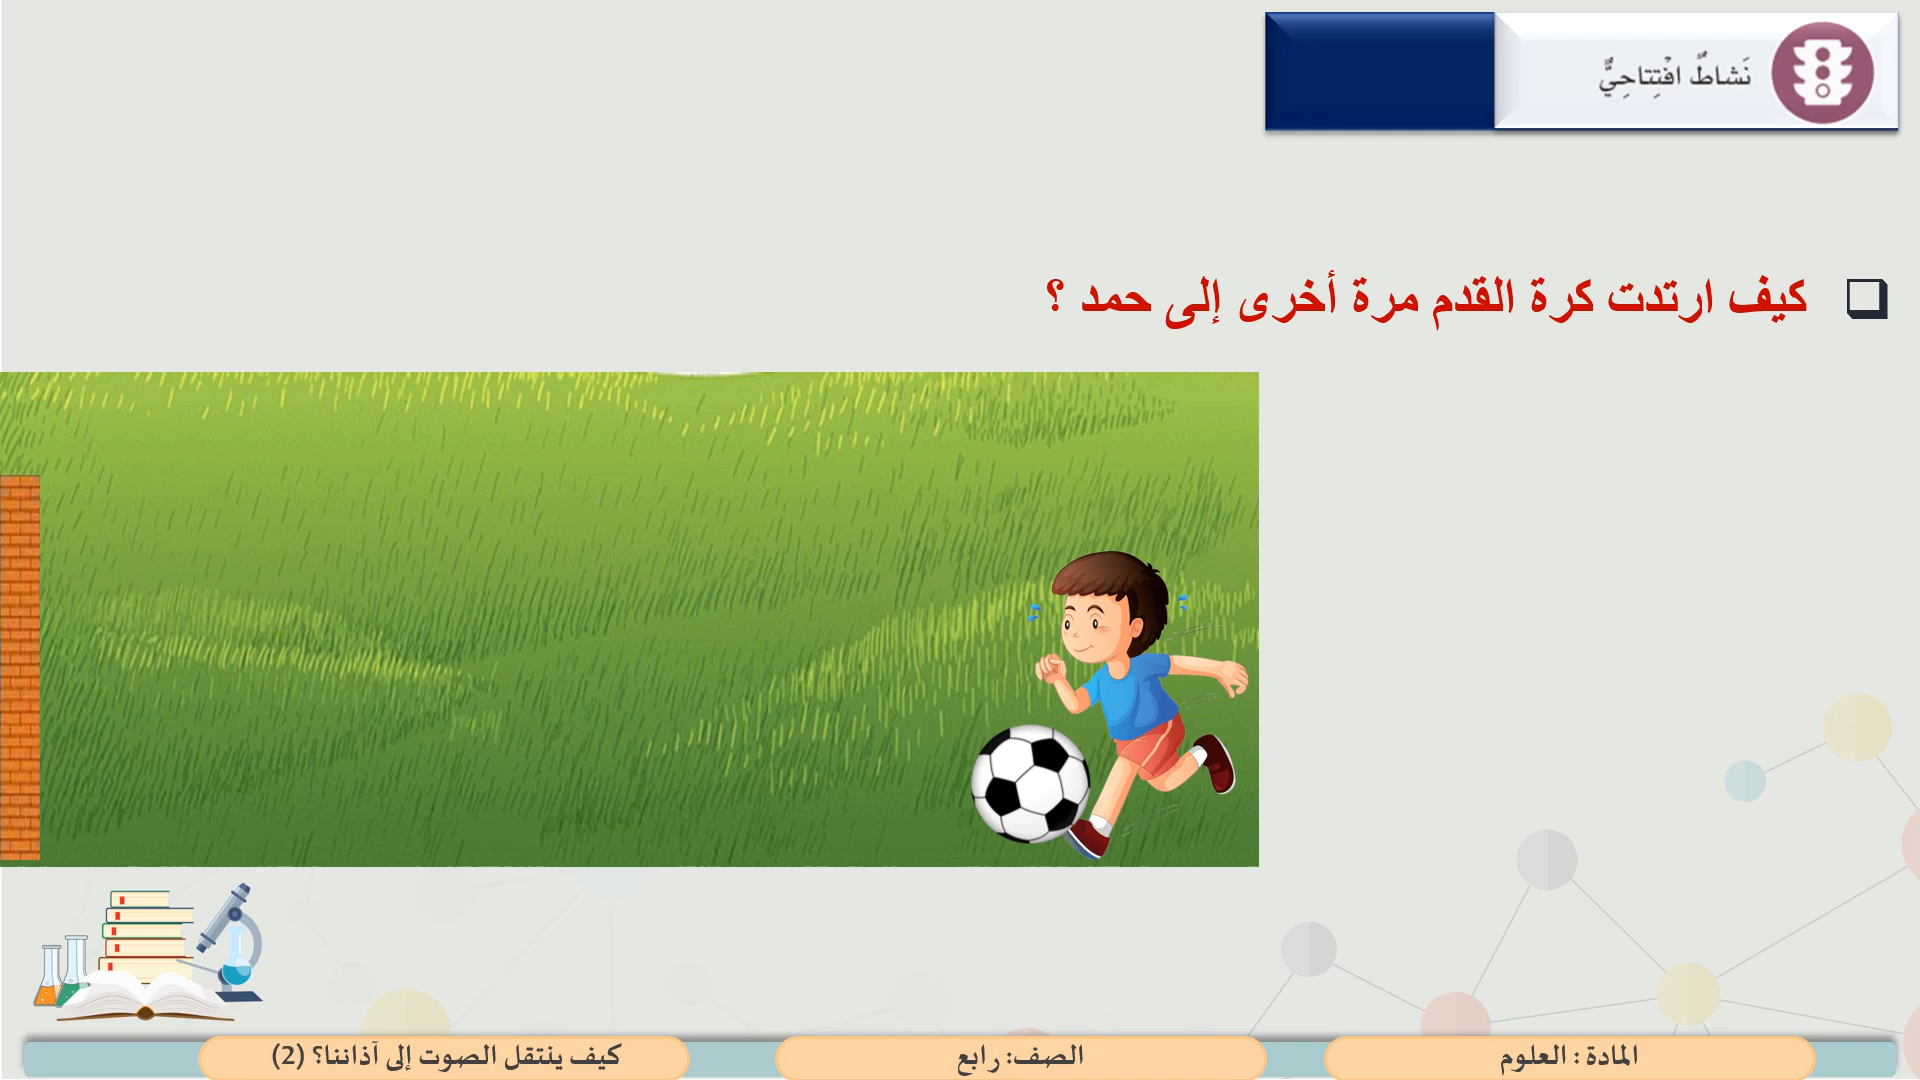 نَشاطٌ افْتِتاحِيٌّ
كيف ارتدت كرة القدم مرة أخرى إلى حمد ؟
المادة : العلوم
الصف: رابع
كيف ينتقل الصوت إلى آذاننا؟ (2)